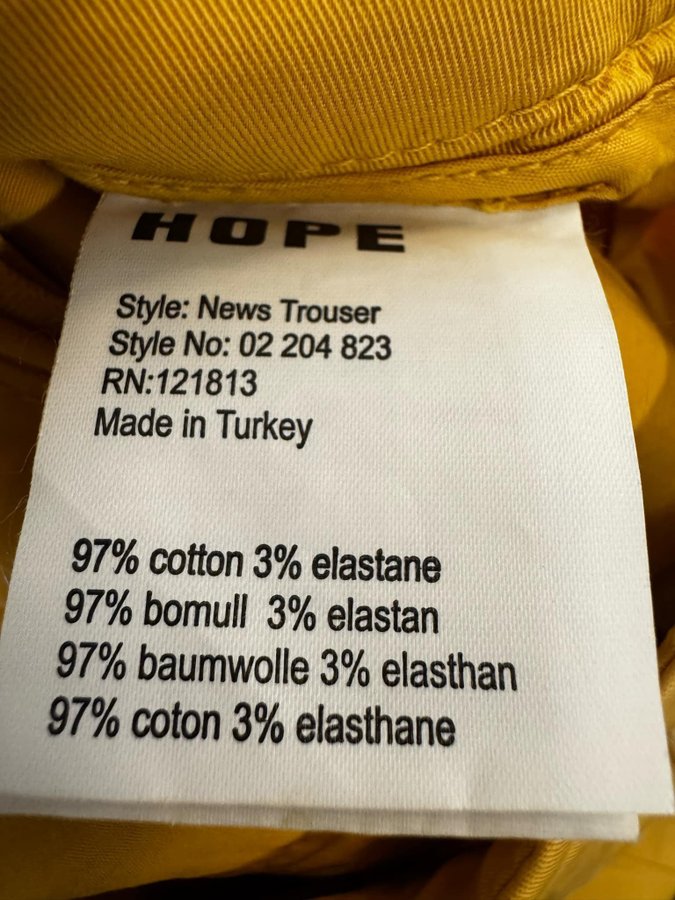 HOPE
Style: News Trouser
Style No: 02 204 823
RN:121813
Made in Turkey
97% cotton 3% elastane
97% bomull 3% elastan
97% baumwolle 3% elasthan
97% coton 3% elasthane